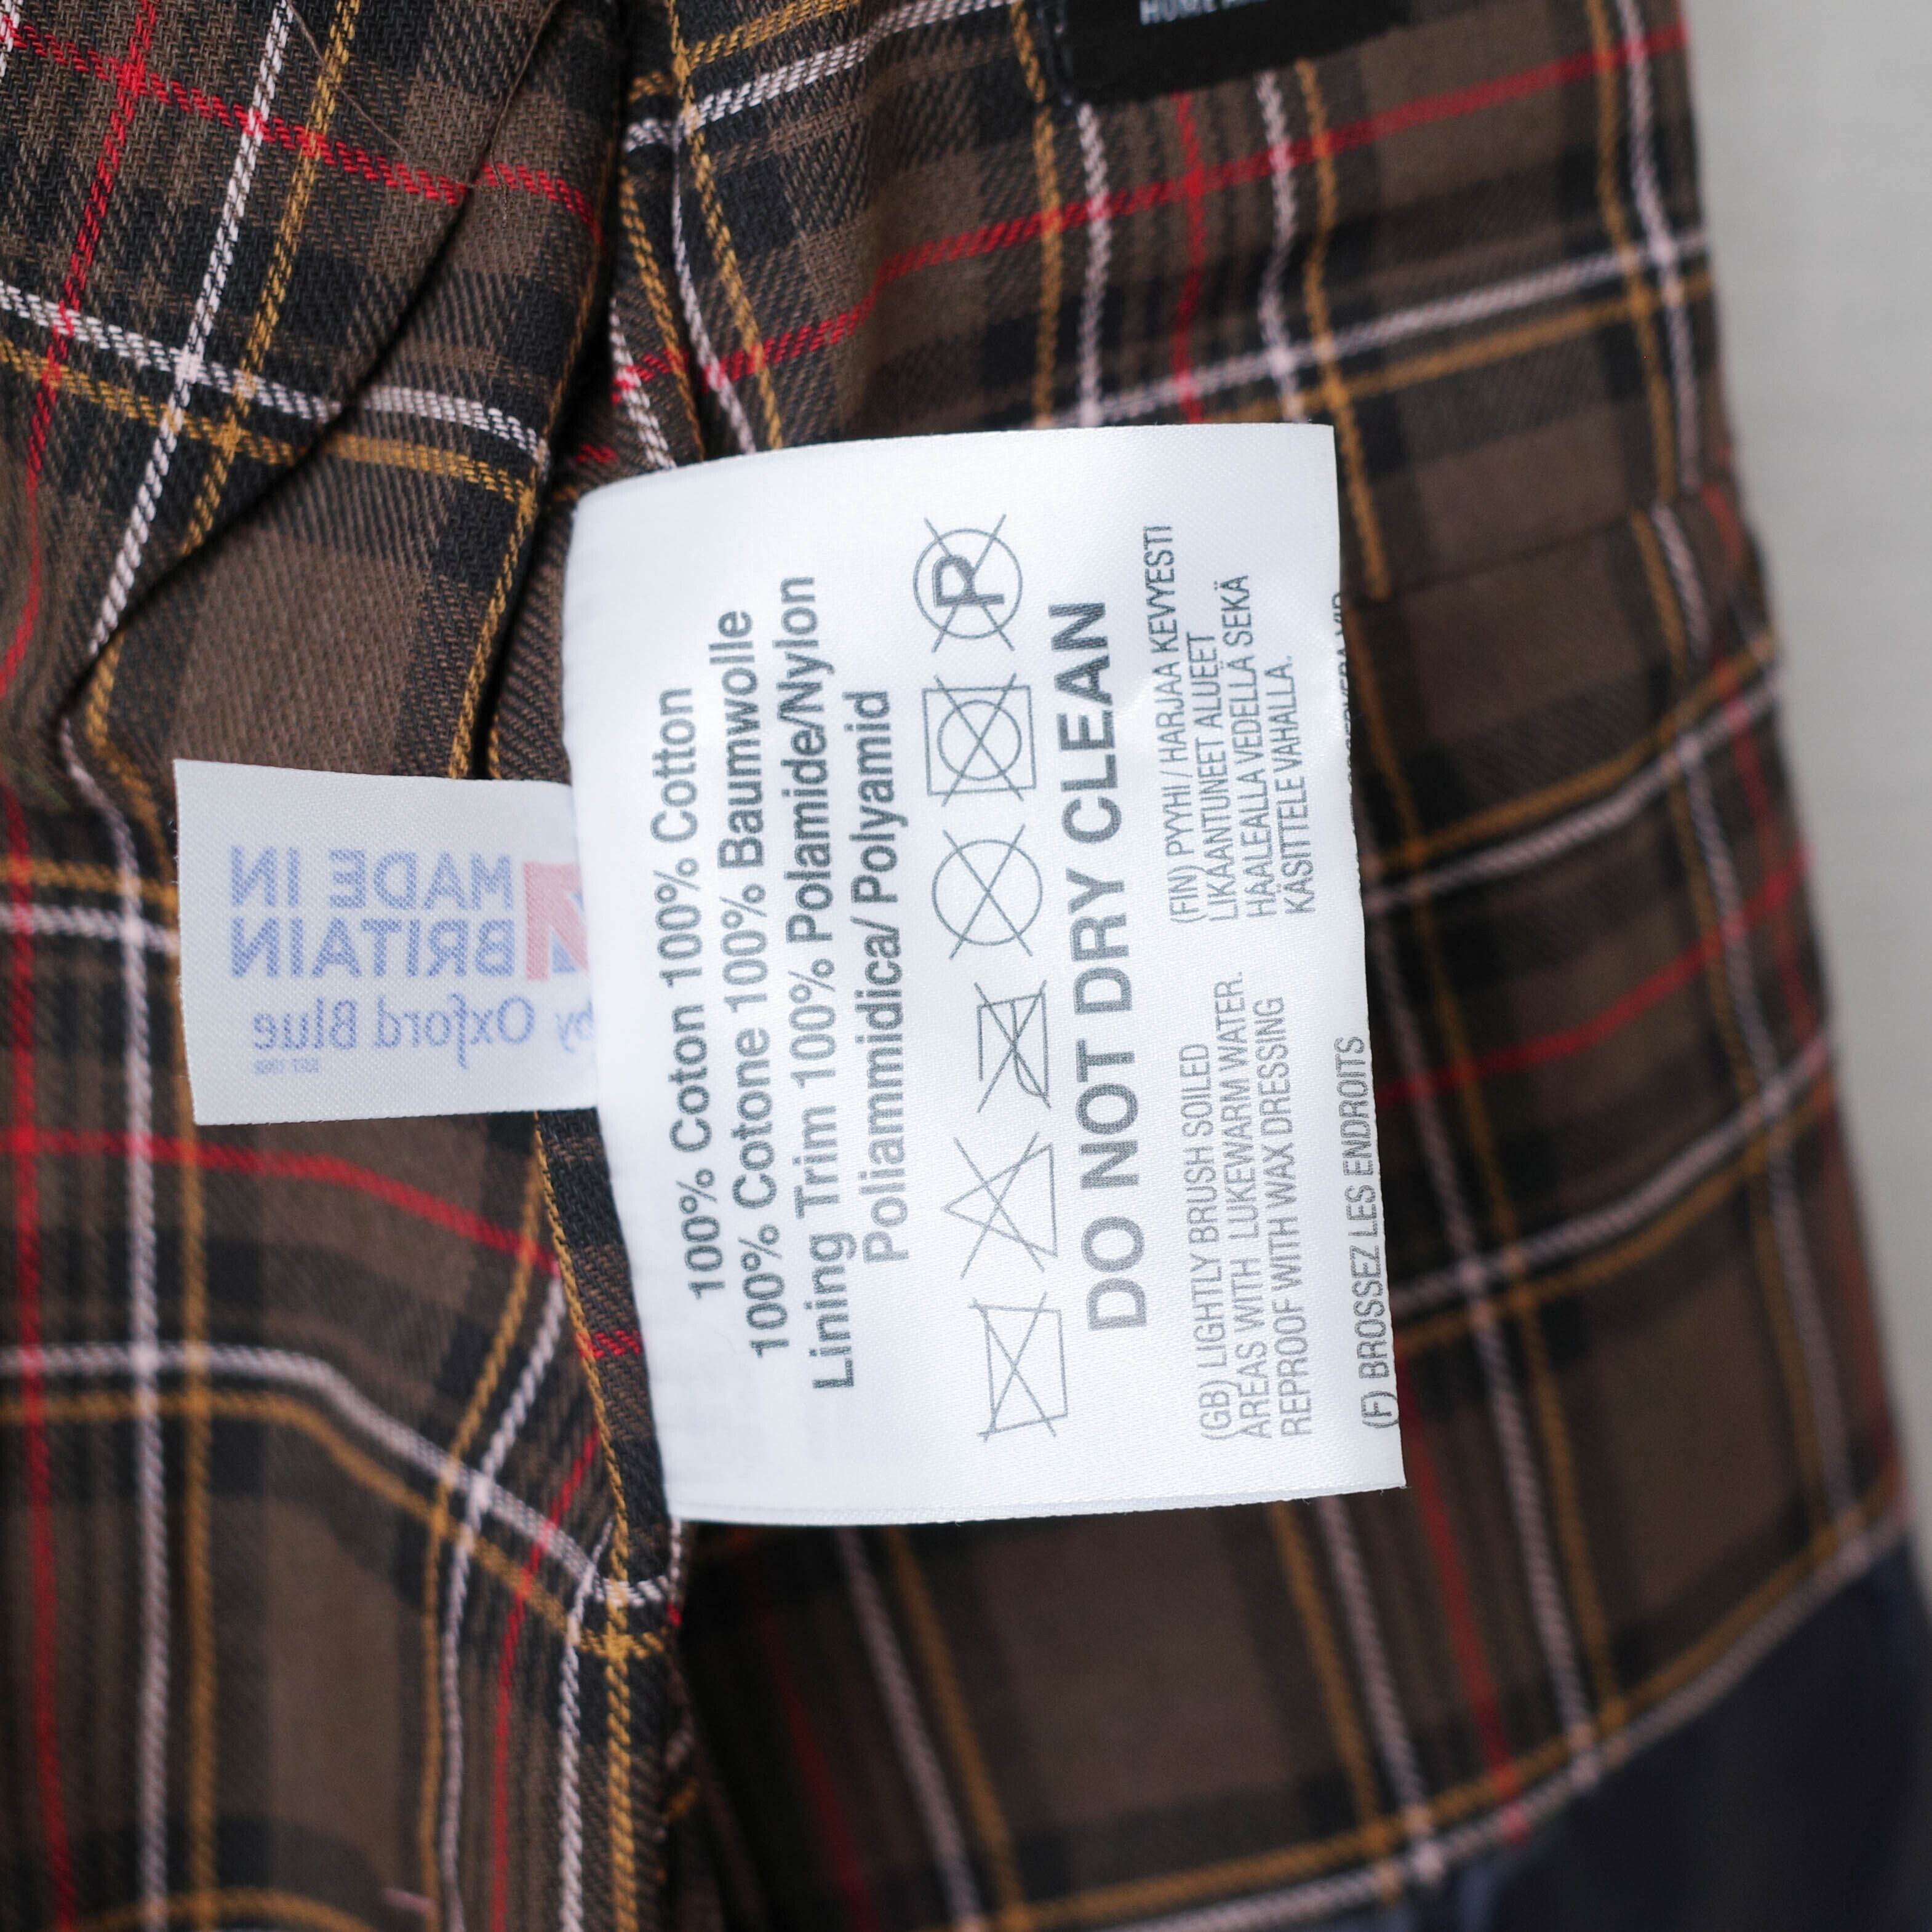 100% Coton 100% Cotton
100% Cotone 100% Baumwolle
Lining Trim 100% Polamide/Nylon
Poliammidica/ Polyamid
P
DO NOT DRY CLEAN
(GB) LIGHTLY BRUSH SOILED
AREAS WITH LUKEWARM WATER.
REPROOF WITH WAX DRESSING
(FIN) PYYHI / HARJAA KEVYESTI
LIKAANTUNEET ALUEET
HAALEALLA VEDELLÄ SEKÄ
KÄSITTELE VAHALLA.
(F) BROSSEZ LES ENDROITS
MADE IN
BRITAIN
by Oxford Blue